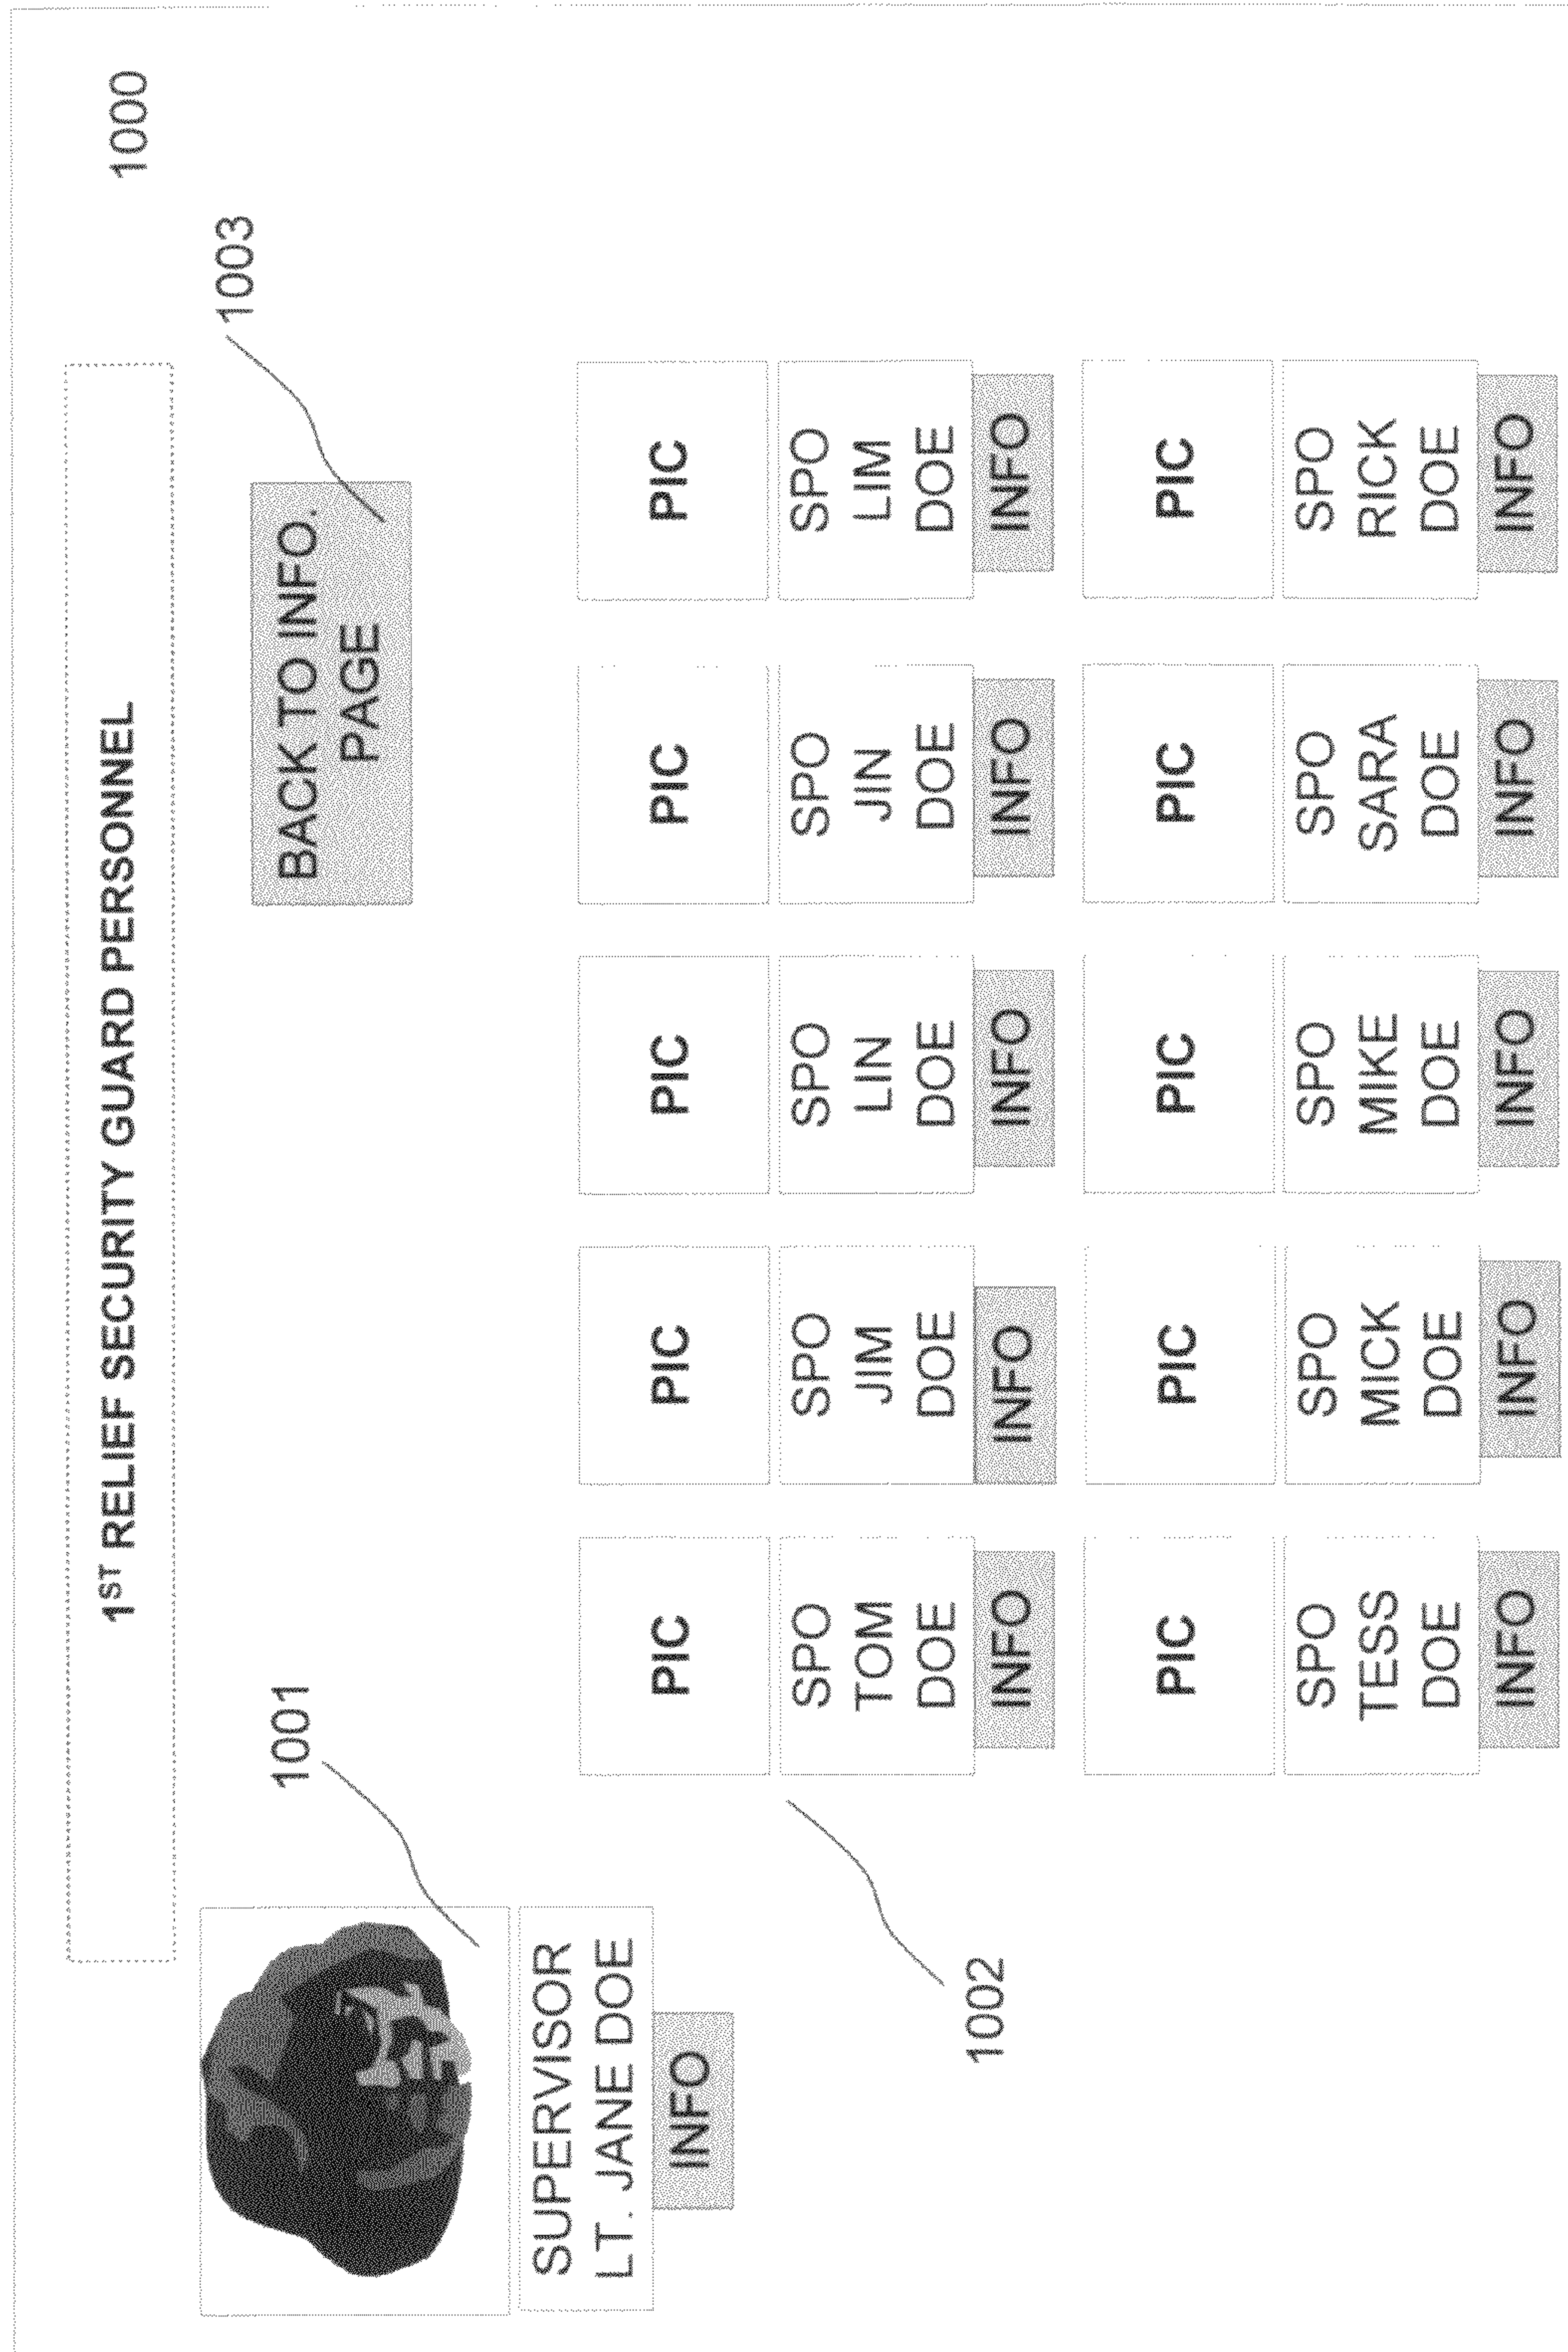 1000
1ST RELIEF SECURITY GUARD PERSONNEL
1003
BACK TO INFO.
PAGE
1001
SUPERVISOR
LT. JANE DOE
INFO
1002
PIC
SPO
TOM
DOE
INFO
PIC
SPO
JIM
DOE
INFO
PIC
SPO
LIN
DOE
INFO
PIC
SPO
JIN
DOE
INFO
PIC
SPO
LIM
DOE
INFO
PIC
SPO
TESS
DOE
INFO
PIC
SPO
MICK
DOE
INFO
PIC
SPO
MIKE
DOE
INFO
PIC
SPO
SARA
DOE
INFO
PIC
SPO
RICK
DOE
INFO